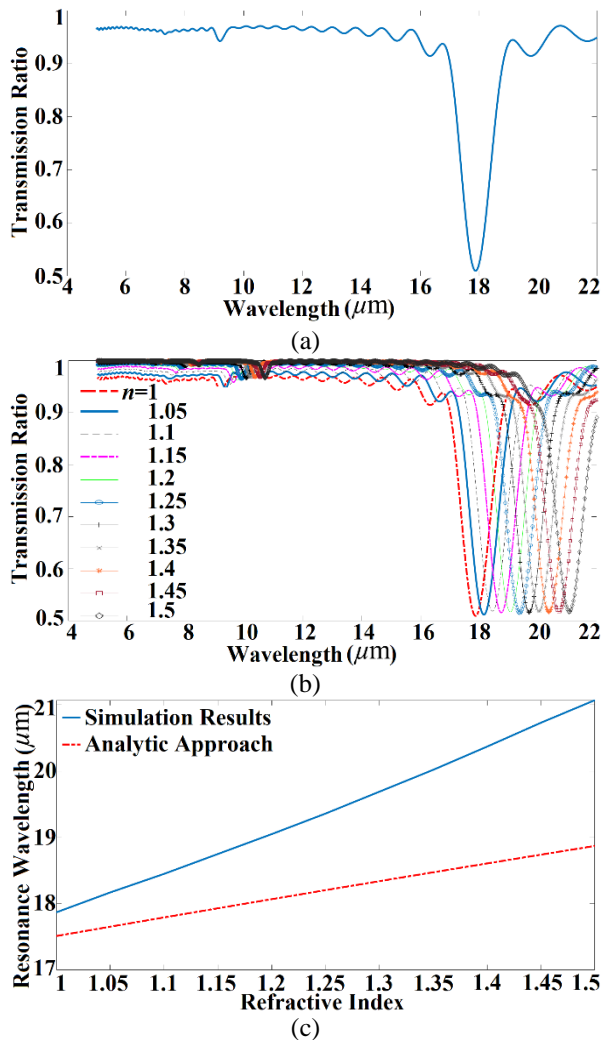 1
0.9
0.8
0.7
0.6
0.5
Transmission Ratio
4 6 8 10 12 14 16 18 20 22
Wavelength (μm)
(a)
1
0.9
0.8
0.7
0.6
0.5
Transmission Ratio
n=1
1.05
1.1
1.15
1.2
1.25
1.3
1.35
1.4
1.45
1.5
4 6 8 10 12 14 16 18 20 22
Wavelength (μm)
(b)
21
20
19
18
17
Resonance Wavelength (μm)
Simulation Results
Analytic Approach
1 1.05 1.1 1.15 1.2 1.25 1.3 1.35 1.4 1.45 1.5
Refractive Index
(c)